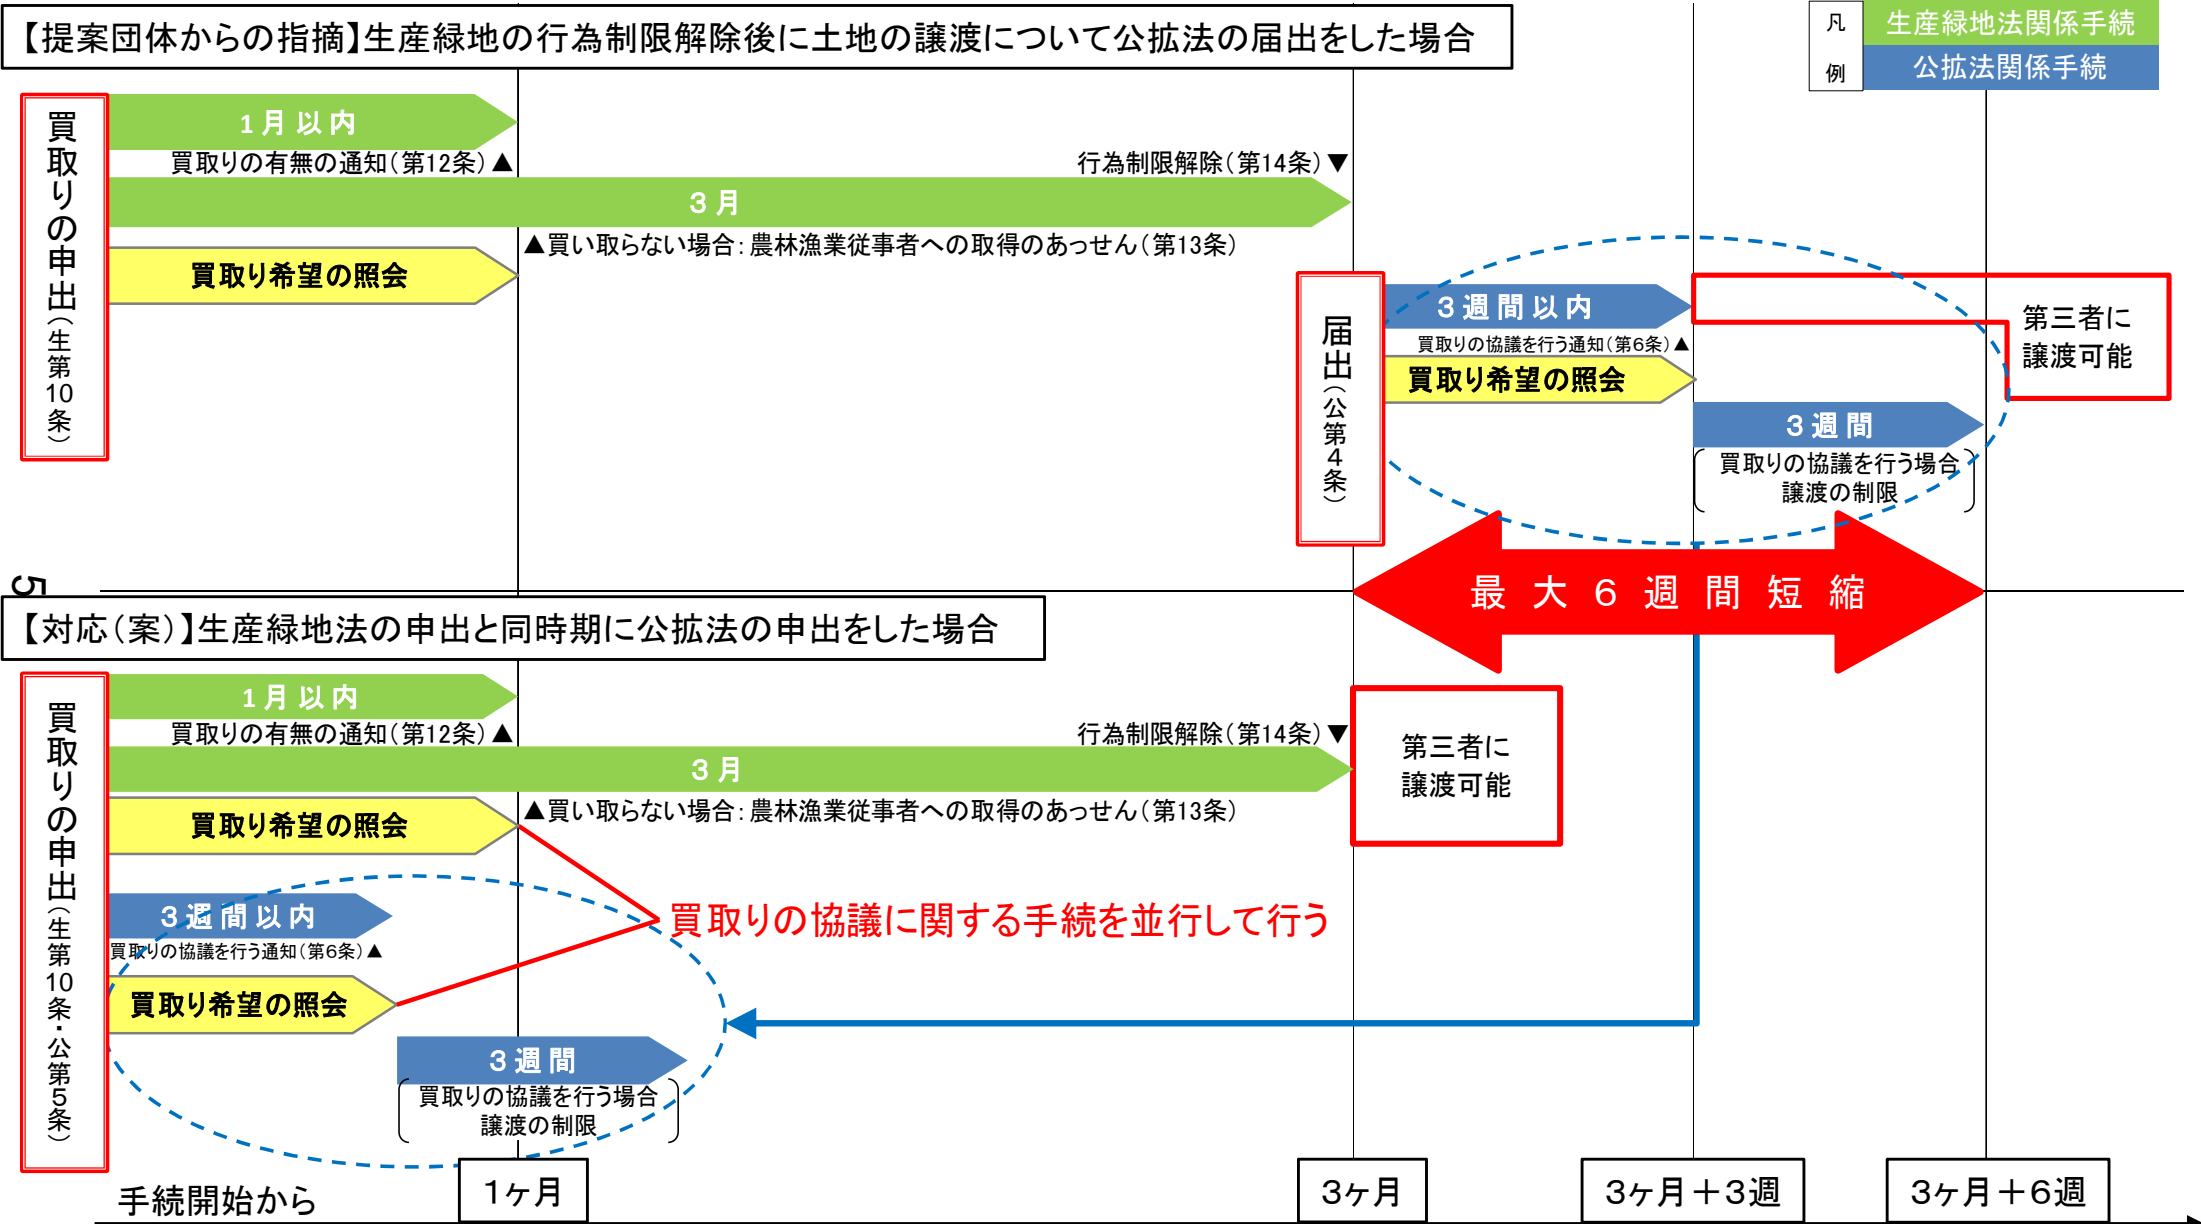 【提案団体からの指摘】生産緑地の行為制限解除後に土地の譲渡について公拡法の届出をした場合
凡例
生産緑地法関係手続
公拡法関係手続
買取りの申出(生第10条)
1月以内
買取りの有無の通知(第12条)▲
行為制限解除(第14条)▼
3月
▲買い取らない場合:農林漁業従事者への取得のあっせん(第13条)
買取り希望の照会
届出(公第4条)
3週間以内
買取りの協議を行う通知(第6条)▲
買取り希望の照会
第三者に
譲渡可能
3週間
買取りの協議を行う場合
譲渡の制限
最大6週間短縮
5
【対応(案)】生産緑地法の申出と同時期に公拡法の申出をした場合
買取りの申出(生第10条・公第5条)
1月以内
買取りの有無の通知(第12条)▲
行為制限解除(第14条)▼
3月
▲買い取らない場合:農林漁業従事者への取得のあっせん(第13条)
買取り希望の照会
第三者に
譲渡可能
3週間以内
買取りの協議を行う通知(第6条)▲
買取り希望の照会
買取りの協議に関する手続を並行して行う
3週間
買取りの協議を行う場合
譲渡の制限
手続開始から
1ヶ月
3ヶ月
3ヶ月+3週
3ヶ月+6週